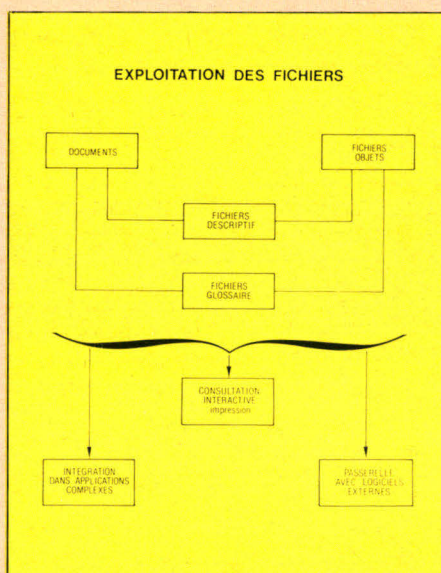 EXPLOITATION DES FICHIERS
DOCUMENTS
FICHIERS
OBJETS
FICHIERS
DESCRIPTIF
FICHIERS
GLOSSAIRE
CONSULTATION
INTERACTIVE
impression
INTEGRATION
DANS APPLICATIONS
COMPLEXES
PASSERELLE
AVEC LOGICIELS
EXTERNES